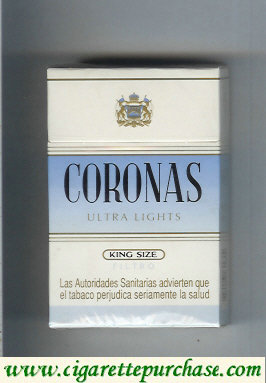 CORONAS
ULTRA LIGHTS
KING SIZE
FILTRO
Las Autoridades Sanitarias advierten que
el tabaco perjudica seriamente la salud
www.cigarettepurchase.com